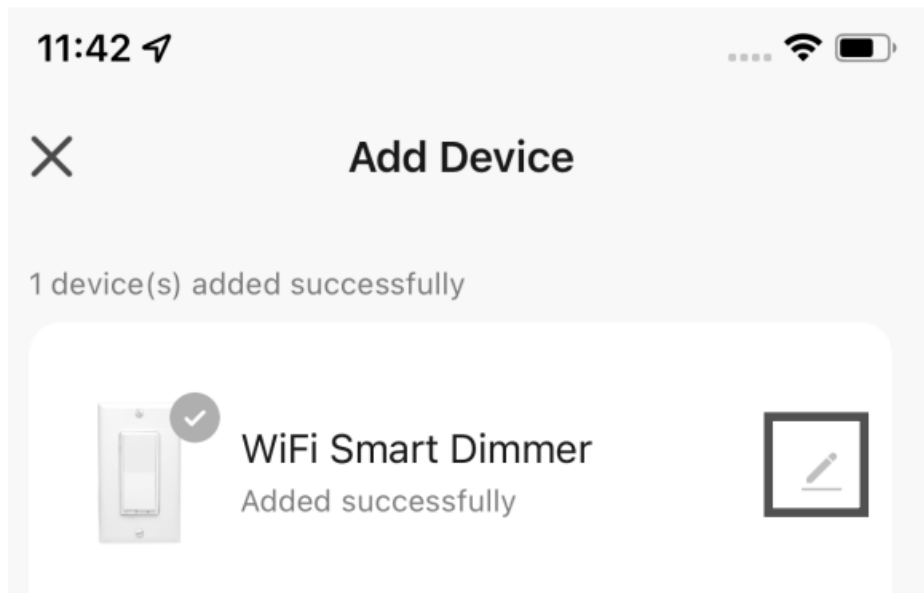 11:42
Add Device
1 device(s) added successfully
WiFi Smart Dimmer
Added successfully